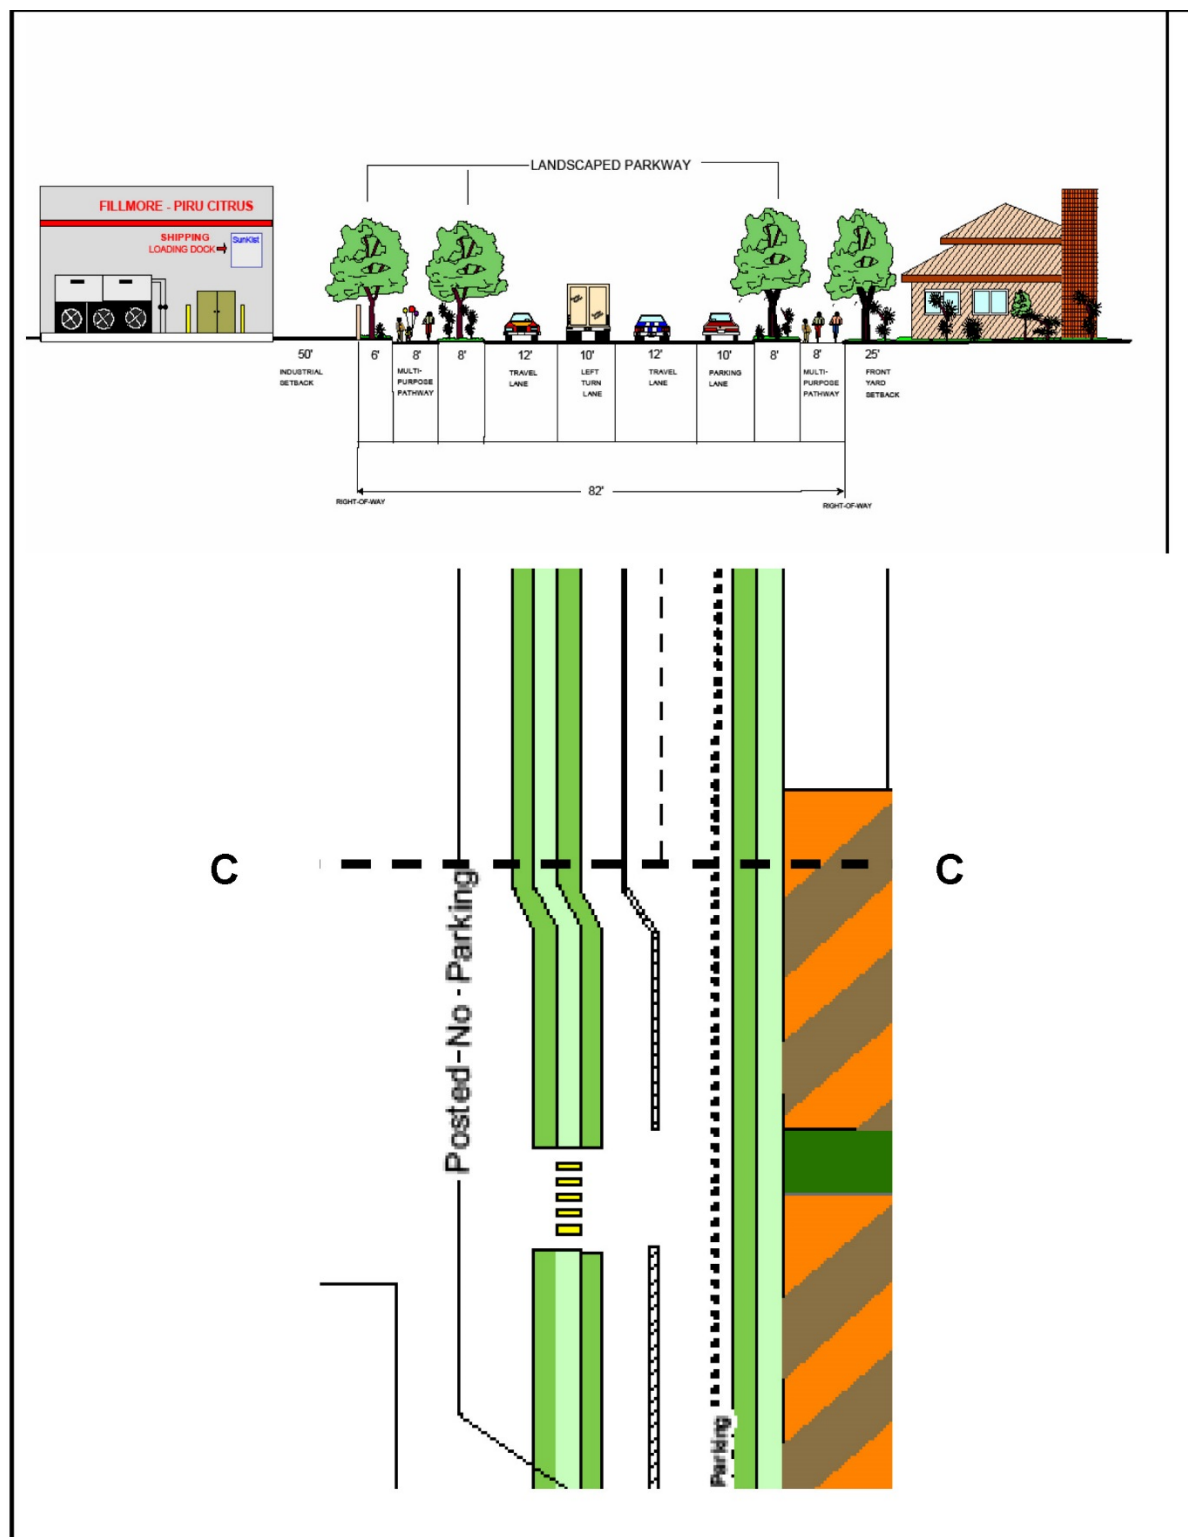 LANDSCAPED PARKWAY
FILLMORE - PIRU CITRUS
SHIPPING
LOADING DOCK
SunKist
50'
6'
8'
8'
12'
10'
12'
10'
8'
8'
25'
INDUSTRIAL
SETBACK
MULTI-
PURPOSE
PATHWAY
TRAVEL
LANE
LEFT
TURN
LANE
TRAVEL
LANE
PARKING
LANE
MULTI-
PURPOSE
PATHWAY
FRONT
YARD
SETBACK
82'
RIGHT-OF-WAY
RIGHT-OF-WAY
C
C
Posted-No-Parking
Parking